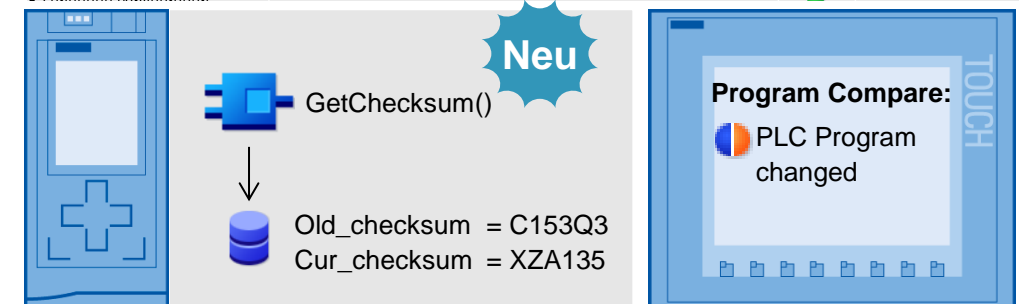 Neu
GetChecksum()
Old_checksum = C153Q3
Cur_checksum = XZA135
TOUCH
Program Compare:
PLC Program
changed